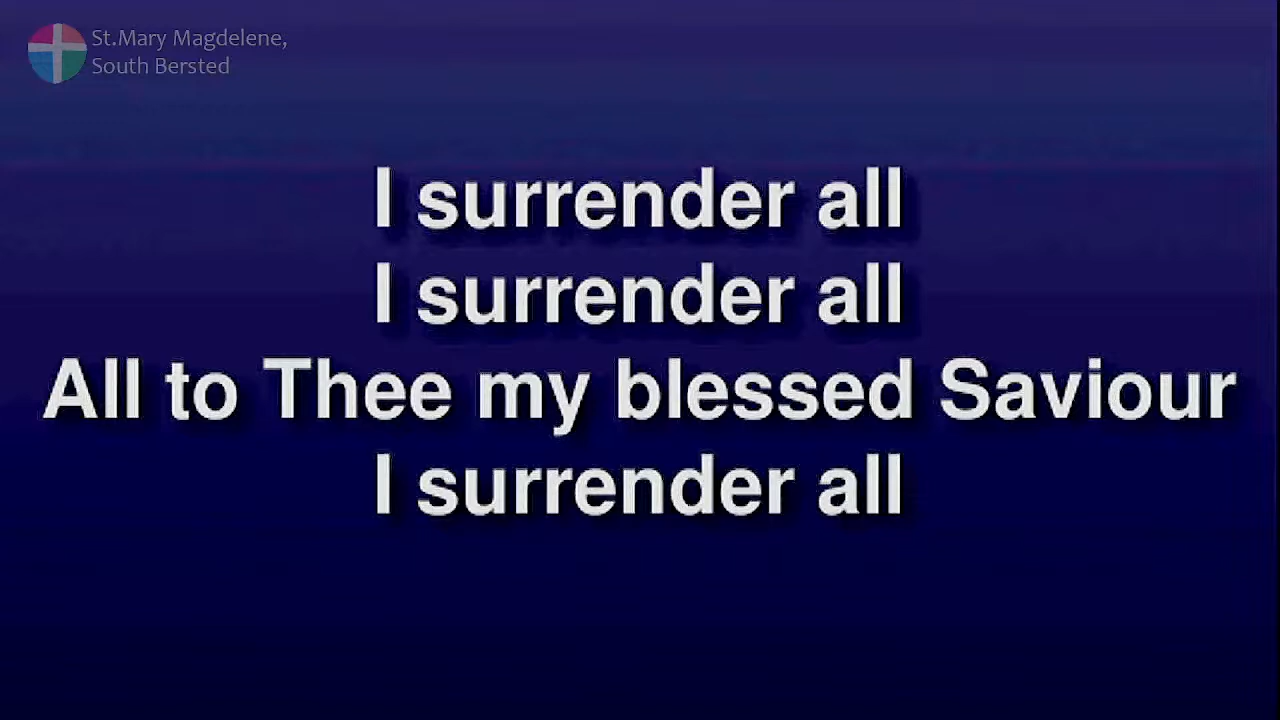 St.Mary Magdelene,
South Bersted
I surrender all
I surrender all
All to Thee my blessed Saviour
I surrender all